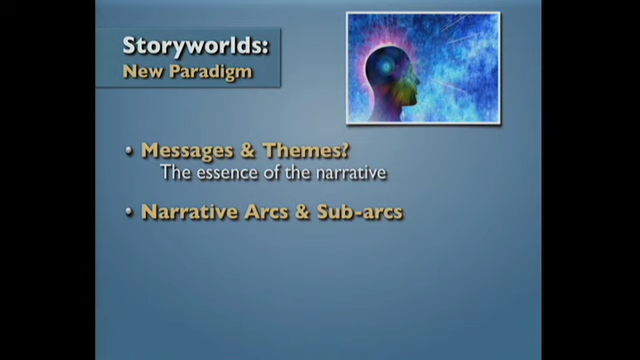 Storyworlds:
New Paradigm
• Messages & Themes?
The essence of the narrative
• Narrative Arcs & Sub-arcs